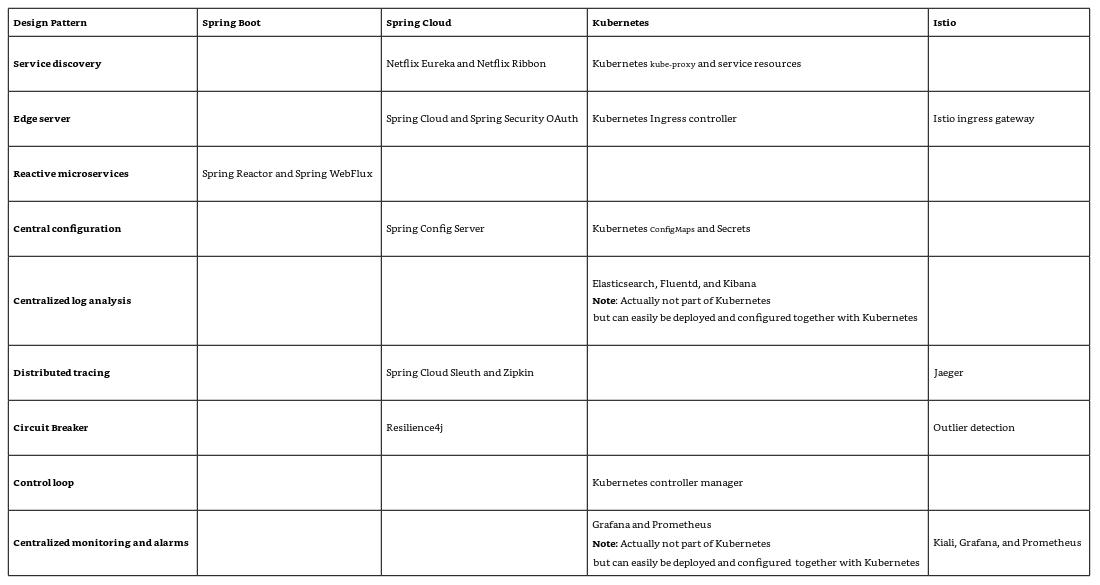 Design Pattern Spring Boot Spring Cloud Kubernetes Istio
Service discovery Netflix Eureka and Netflix Ribbon Kubernetes kube-proxy and service resources
Edge server Spring Cloud and Spring Security OAuth Kubernetes Ingress controller Istio ingress gateway
Reactive microservices Spring Reactor and Spring WebFlux
Central configuration Spring Config Server Kubernetes ConfigMaps and Secrets
Centralized log analysis
Elasticsearch, Fluentd, and Kibana
Note: Actually not part of Kubernetes
but can easily be deployed and configured together with Kubernetes
Distributed tracing Spring Cloud Sleuth and Zipkin Jaeger
Circuit Breaker Resilience4j Outlier detection
Control loop Kubernetes controller manager
Centralized monitoring and alarms
Grafana and Prometheus
Note: Actually not part of Kubernetes
but can easily be deployed and configured together with Kubernetes
Kiali, Grafana, and Prometheus